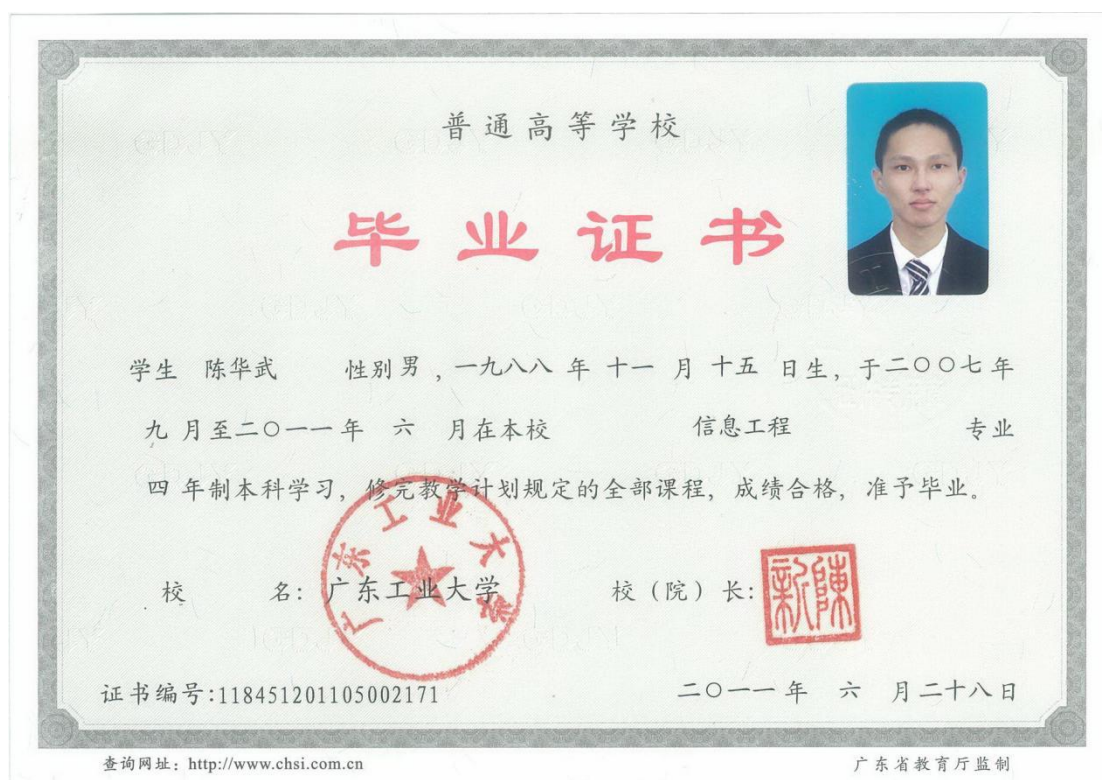 普通高等学校
毕业证书
学生 陈华武 性别 男 ，一九八八 年 十一 月 十五 日生，于二〇〇七年
九 月至二〇一一年 六 月在本校 信息工程 专业
四 年制本科学习，修完教学计划规定的全部课程，成绩合格，准予毕业。
广东工业大学
校 名：广东工业大学 校（院）长：
陳新
证书编号:118451201105002171 二〇一一年 六 月二十八日
查询网址：http://www.chsi.com.cn 广东省教育厅监制